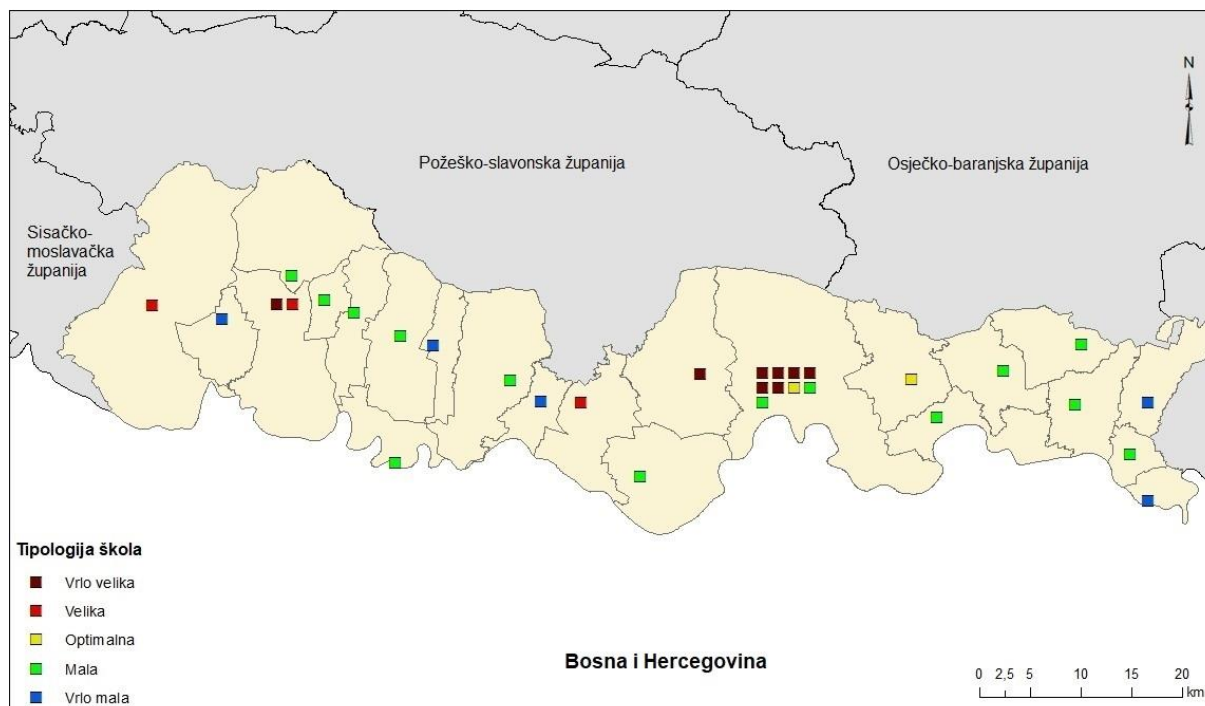 N
Požeško-slavonska županija
Osječko-baranjska županija
Sisačko-
moslavačka
županija
Tipologija škola
Vrlo velika
Velika
Optimalna
Mala
Vrlo mala
Bosna i Hercegovina
0 2,5 5 10 15 20
km